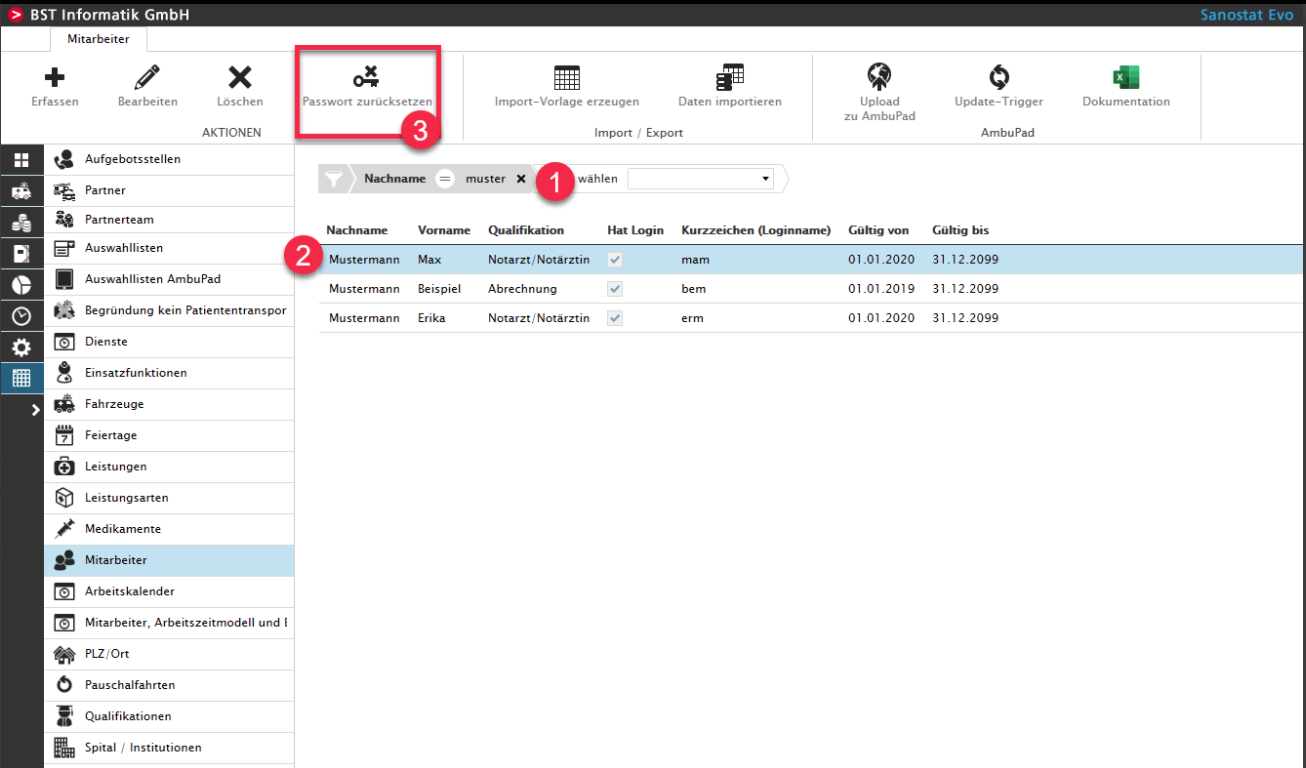 BST Informatik GmbH
Sanostat Evo
Mitarbeiter
Erfassen
Bearbeiten
Löschen
Passwort zurücksetzen
AKTIONEN
3
Import-Vorlage erzeugen
Daten importieren
Import / Export
Upload
zu AmbuPad
Update-Trigger
Dokumentation
AmbuPad
Aufgebotsstellen
Partner
Partnerteam
Auswahllisten
Auswahllisten AmbuPad
Begründung kein Patiententranspor
Dienste
Einsatzfunktionen
Fahrzeuge
7
Feiertage
Leistungen
Leistungsarten
Medikamente
Mitarbeiter
Arbeitskalender
Mitarbeiter, Arbeitszeitmodell und
PLZ/Ort
Pauschalfahrten
Qualifikationen
Spital / Institutionen
Nachname = muster
1
wählen
Nachname Vorname Qualifikation Hat Login Kurzzeichen (Loginname) Gültig von Gültig bis
2
Mustermann Max Notarzt/Notärztin mam 01.01.2020 31.12.2099
Mustermann Beispiel Abrechnung bem 01.01.2019 31.12.2099
Mustermann Erika Notarzt/Notärztin erm 01.01.2020 31.12.2099